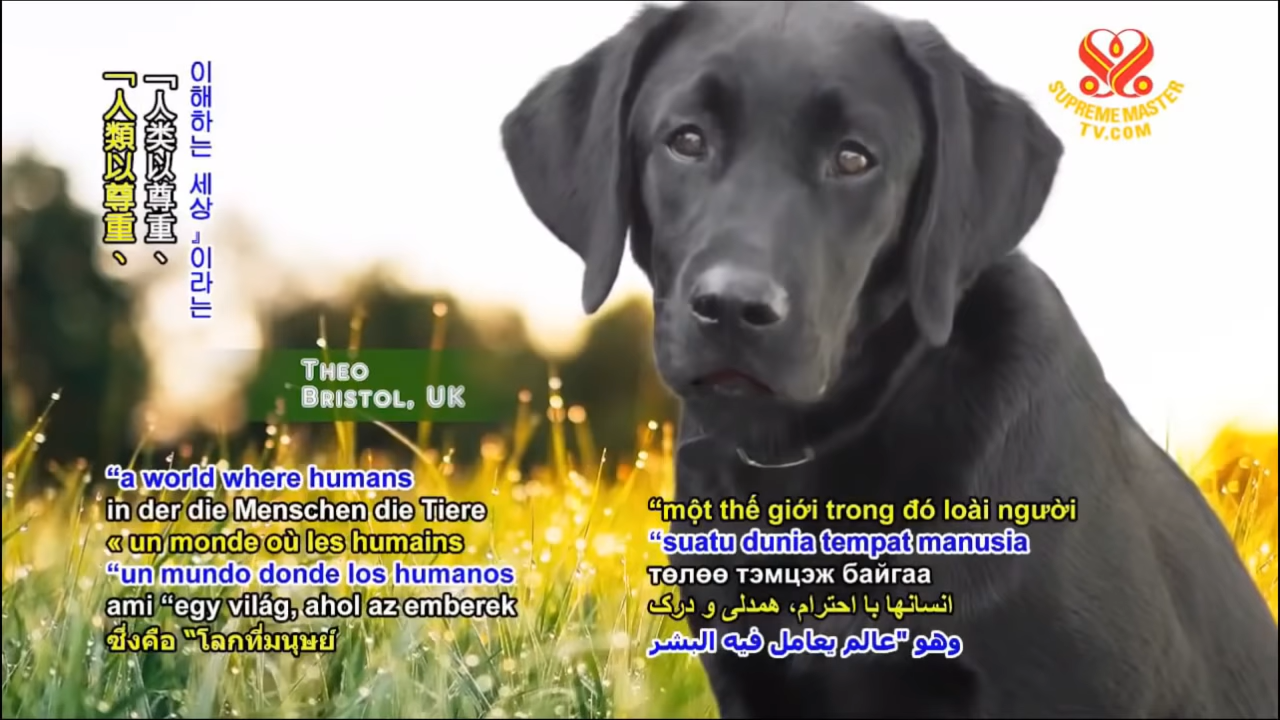 「人類以尊重、
「人类以尊重、
이해하는 세상』이라는
SUPREME MASTER
TV.COM
THEO
BRISTOL, UK
“a world where humans
in der die Menschen die Tiere
« un monde où les humains
“un mundo donde los humanos
ami “egy világ, ahol az emberek
ซึ่งคือ “โลกที่มนุษย์
“một thế giới trong đó loài người
“suatu dunia tempat manusia
төлөө тэмцэж байгаа
انسانها با احترام، همدلی و درک
وهو "عالم يعامل فيه البشر